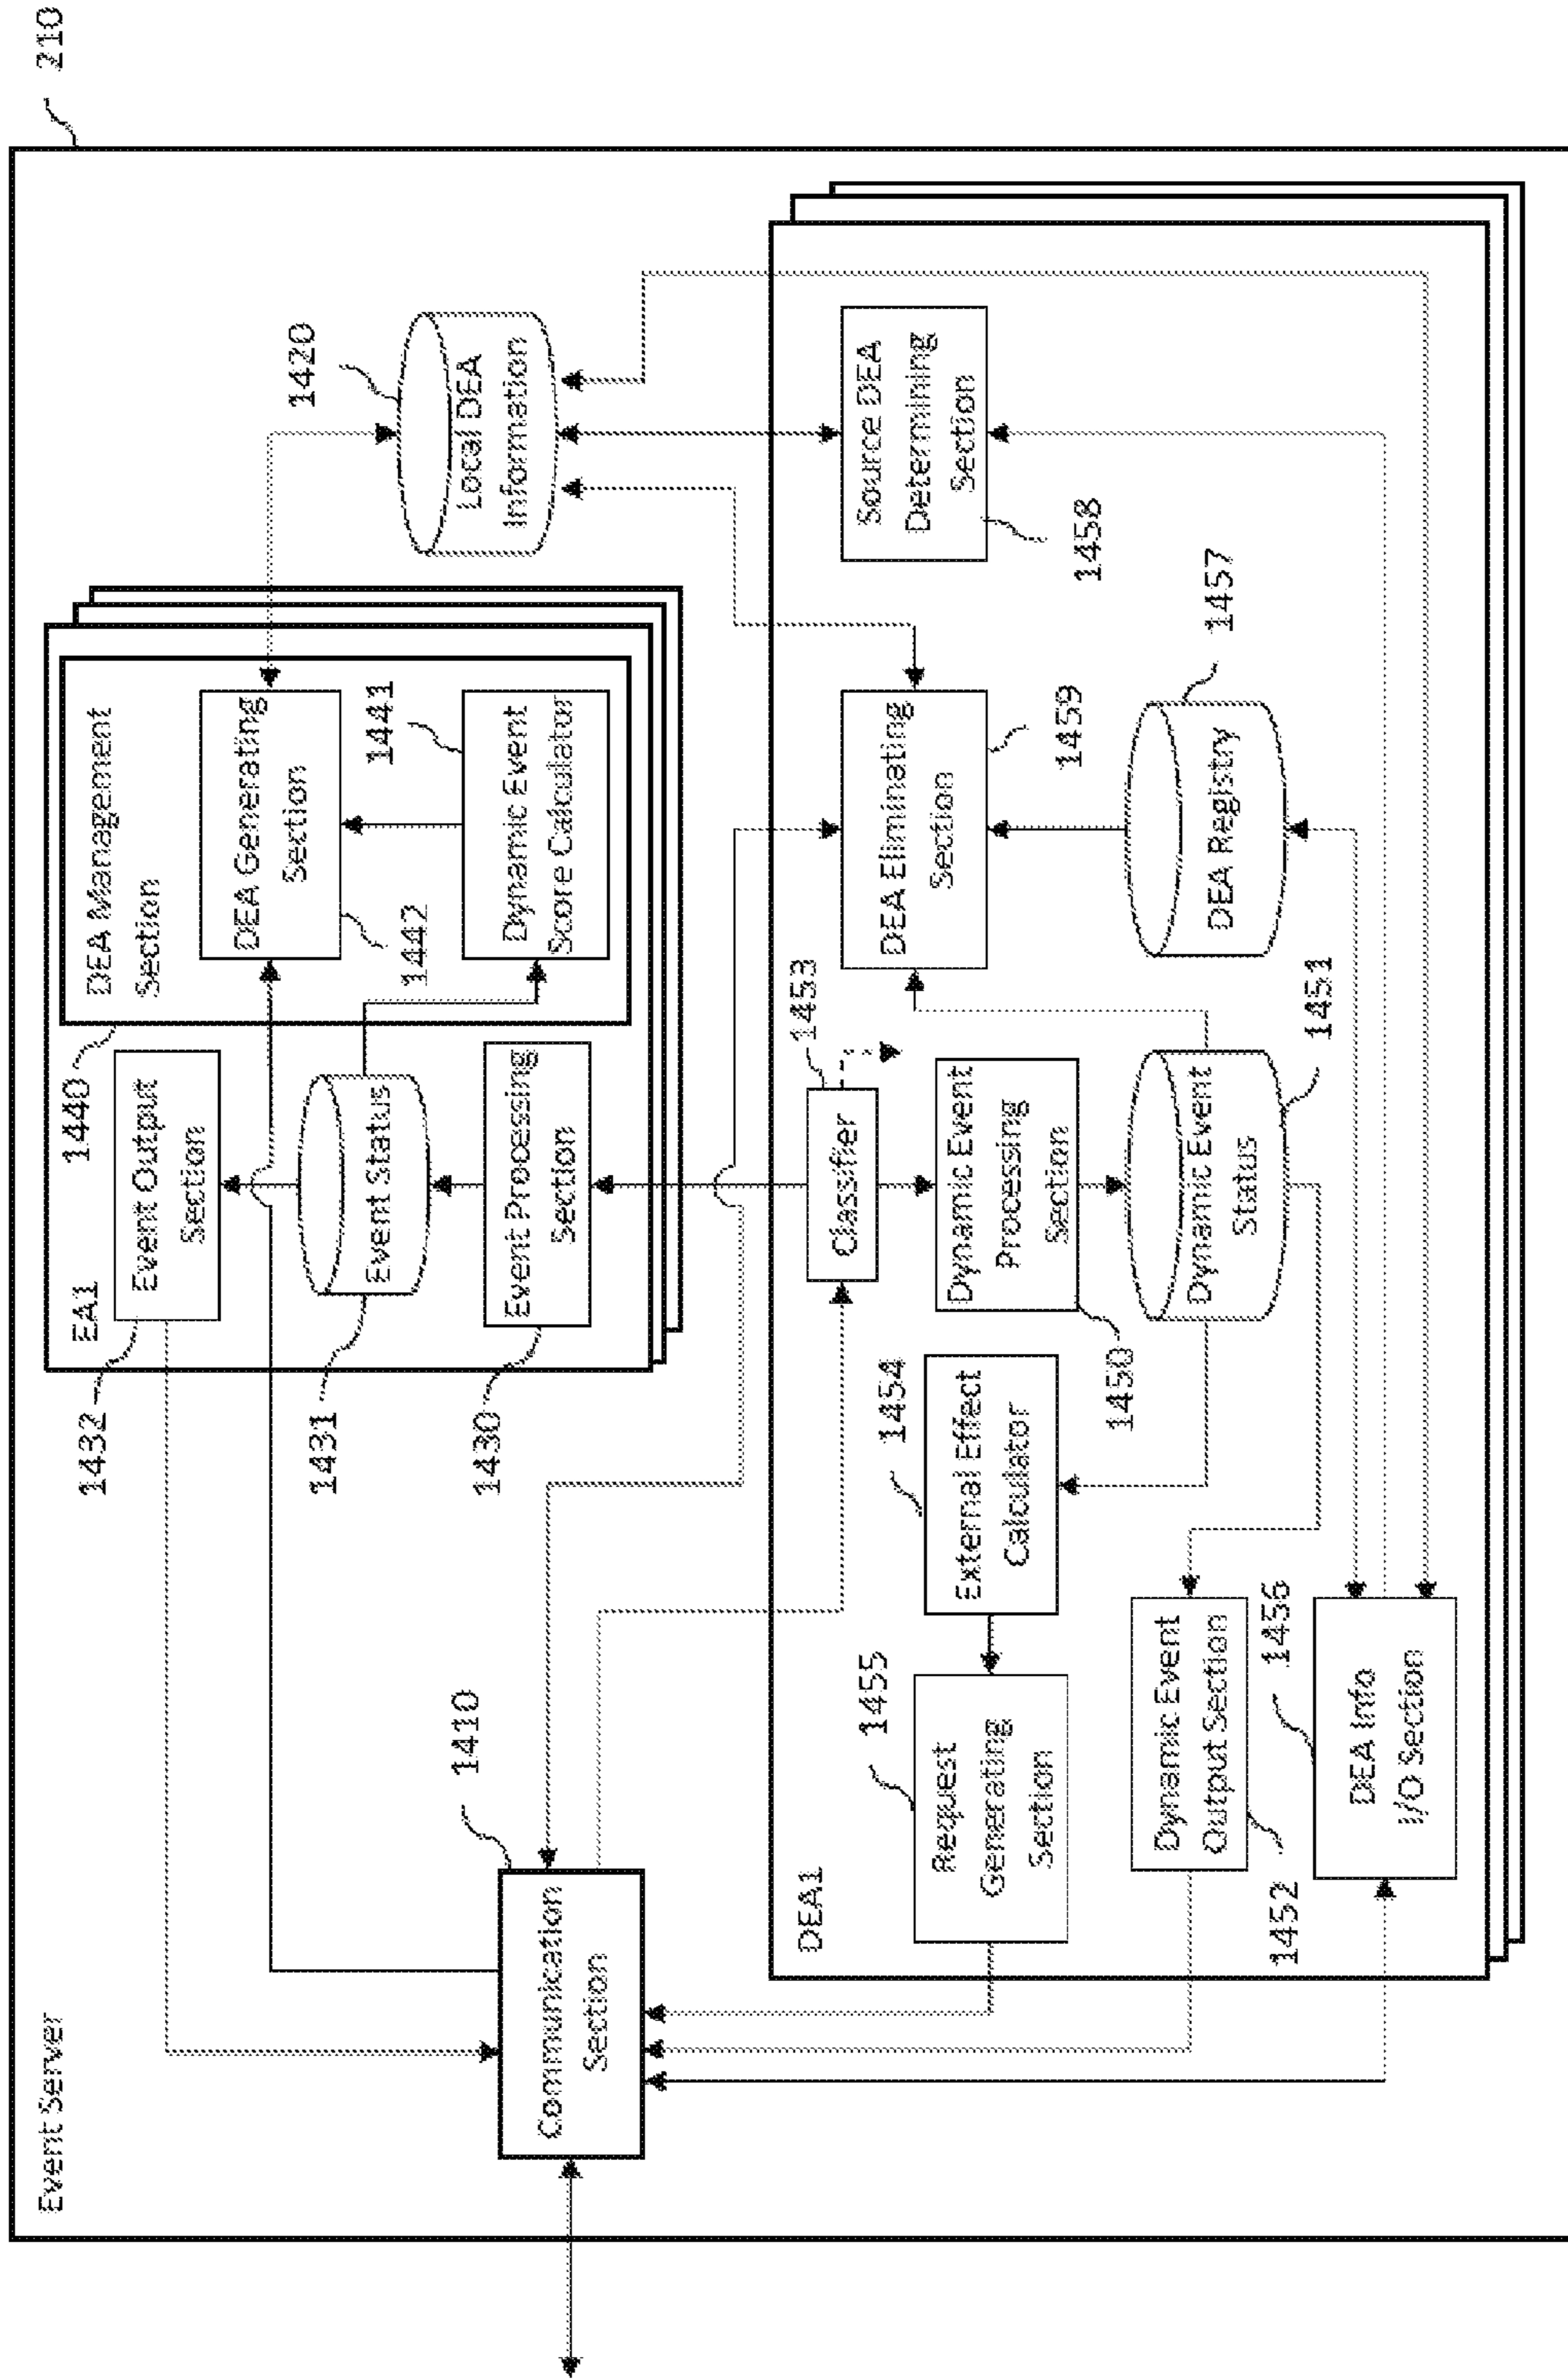 Event Server
210
Communication
Section
1410
EA1
Event Output
Section
1432
Event Status
1431
Event Processing
Section
1430
DEA Management
Section
1440
DEA Generating
Section
1442
Dynamic Event
Score Calculator
1441
Local DEA
Information
1420
DEA1
Classifier
1453
Request
Generating
Section
1455
External Effect
Calculator
1454
Dynamic Event
Processing
Section
1450
DEA Eliminating
Section
1459
Source DEA
Determining
Section
1458
Dynamic Event
Output Section
1452
Dynamic Event
Status
1451
DEA Registry
1457
DEA Info
I/O Section
1456